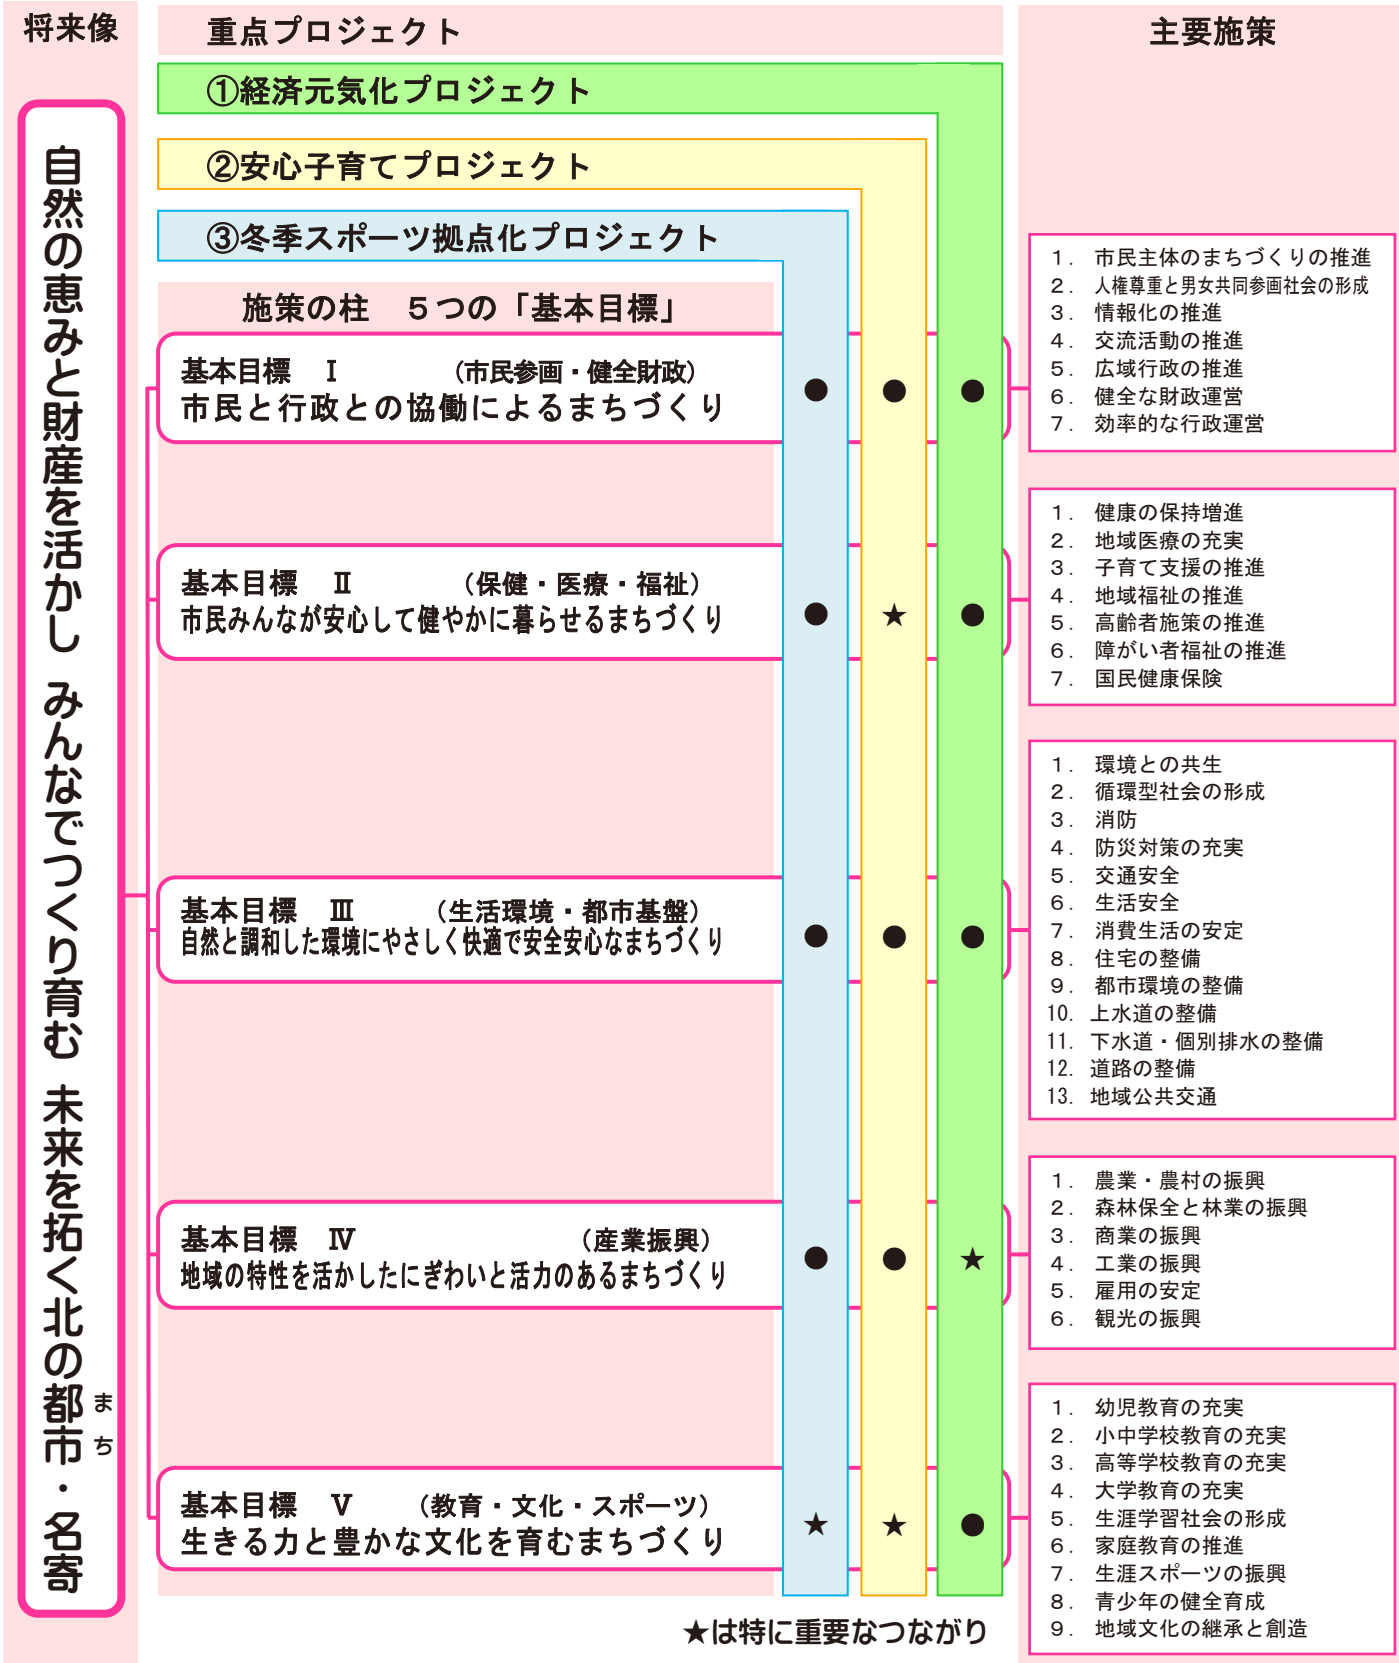 将来像
自然の恵みと財産を活かし みんなでつくり育む 未来を拓く北の都市・名寄
まち
重点プロジェクト
①経済元気化プロジェクト
②安心子育てプロジェクト
③冬季スポーツ拠点化プロジェクト
施策の柱 5つの「基本目標」
基本目標 Ⅰ (市民参画・健全財政)
市民と行政との協働によるまちづくり
● ● ●
基本目標 Ⅱ (保健・医療・福祉)
市民みんなが安心して健やかに暮らせるまちづくり
● ★ ●
基本目標 Ⅲ (生活環境・都市基盤)
自然と調和した環境にやさしく快適で安全安心なまちづくり
● ● ●
基本目標 Ⅳ (産業振興)
地域の特性を活かしたにぎわいと活力のあるまちづくり
● ● ★
基本目標 Ⅴ (教育・文化・スポーツ)
生きる力と豊かな文化を育むまちづくり
★ ★ ●
★は特に重要なつながり
主要施策
1. 市民主体のまちづくりの推進
2. 人権尊重と男女共同参画社会の形成
3. 情報化の推進
4. 交流活動の推進
5. 広域行政の推進
6. 健全な財政運営
7. 効率的な行政運営
1. 健康の保持増進
2. 地域医療の充実
3. 子育て支援の推進
4. 地域福祉の推進
5. 高齢者施策の推進
6. 障がい者福祉の推進
7. 国民健康保険
1. 環境との共生
2. 循環型社会の形成
3. 消防
4. 防災対策の充実
5. 交通安全
6. 生活安全
7. 消費生活の安定
8. 住宅の整備
9. 都市環境の整備
10. 上水道の整備
11. 下水道・個別排水の整備
12. 道路の整備
13. 地域公共交通
1. 農業・農村の振興
2. 森林保全と林業の振興
3. 商業の振興
4. 工業の振興
5. 雇用の安定
6. 観光の振興
1. 幼児教育の充実
2. 小中学校教育の充実
3. 高等学校教育の充実
4. 大学教育の充実
5. 生涯学習社会の形成
6. 家庭教育の推進
7. 生涯スポーツの振興
8. 青少年の健全育成
9. 地域文化の継承と創造